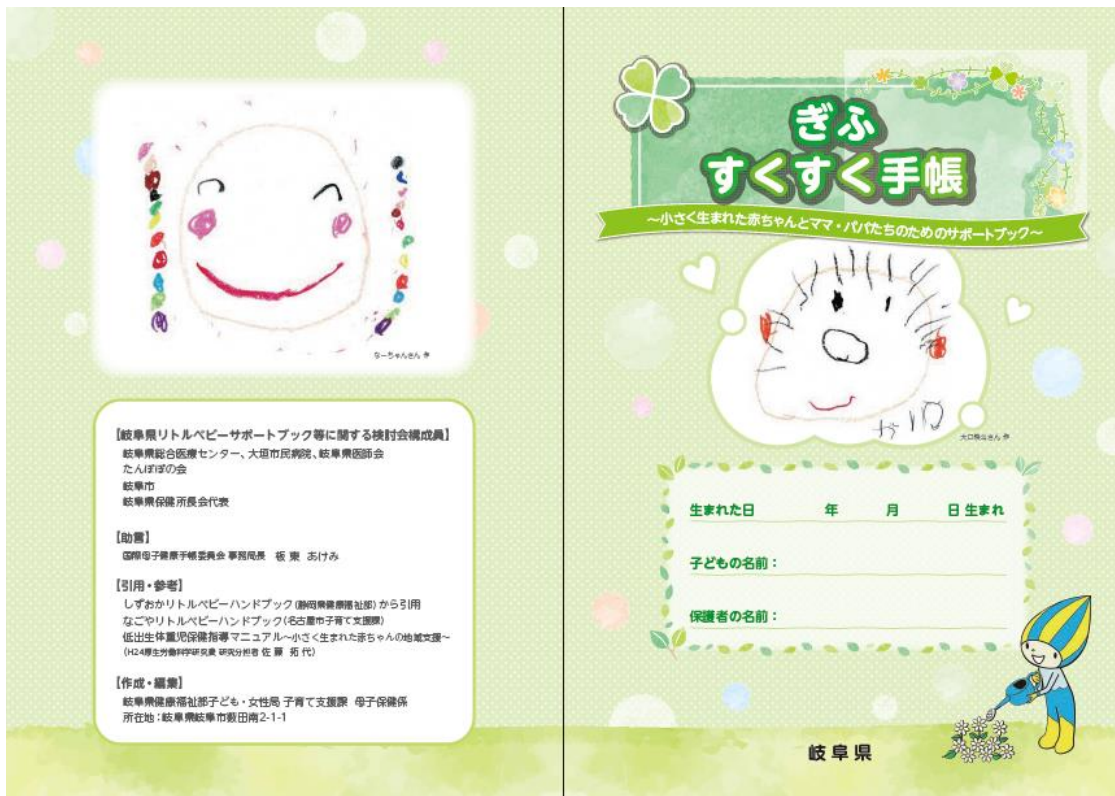 なーちゃんさん 作
【岐阜県リトルベビーサポートブック等に関する検討会構成員】
岐阜県総合医療センター、大垣市民病院、岐阜県医師会
たんぽぽの会
岐阜市
岐阜県保健所長会代表
【助言】
国際母子健康手帳委員会 事務局長 板東 あけみ
【引用・参考】
しずおかリトルベビーハンドブック(静岡県健康福祉部)から引用
なごやリトルベビーハンドブック(名古屋市子育て支援課)
低出生体重児保健指導マニュアル~小さく生まれた赤ちゃんの地域支援~
(H24厚生労働科学研究費 研究分担者 佐藤 拓代)
【作成・編集】
岐阜県健康福祉部子ども・女性局 子育て支援課 母子保健係
所在地:岐阜県岐阜市薮田南2-1-1
ぎふ
すくすく手帳
~小さく生まれた赤ちゃんとママ・パパたちのためのサポートブック~
さん 作
生まれた日 年 月 日 生まれ
子どもの名前:
保護者の名前:
岐阜県